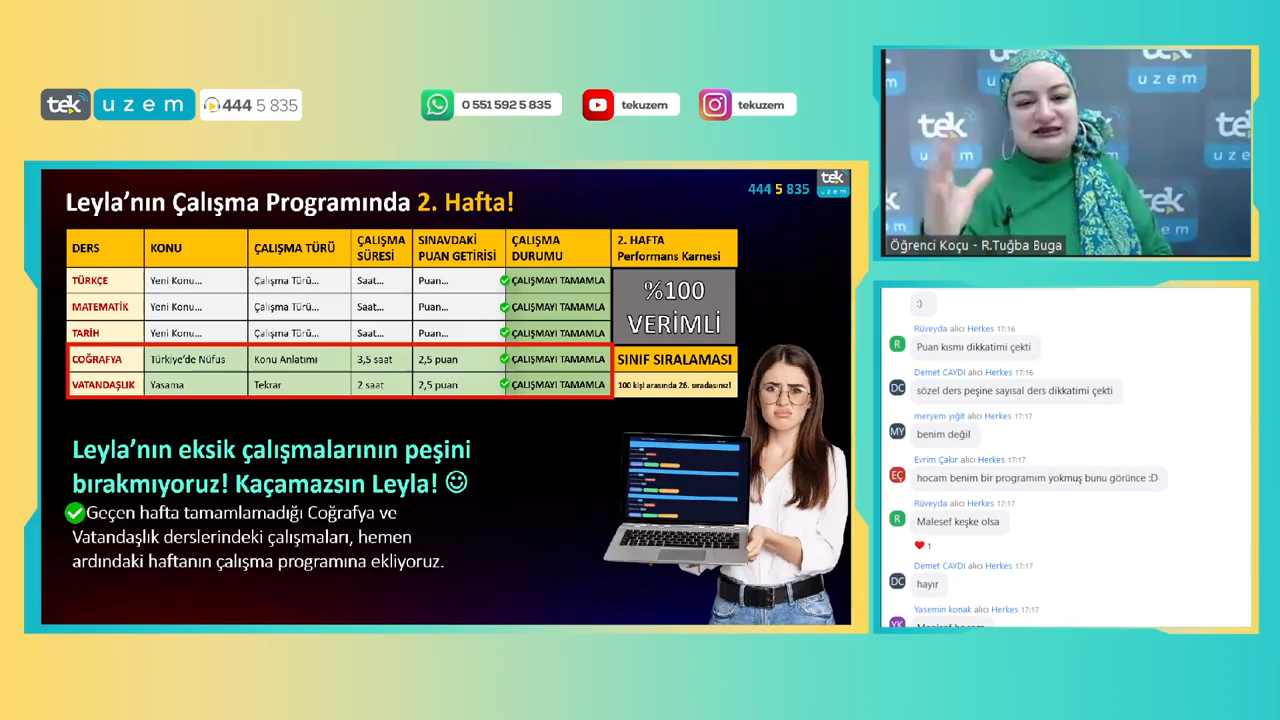 tek uzem 444 5 835
0 551 592 5 835
tekuzem
tekuzem
tek
uzem
Öğrenci Koçu - R.Tuğba Buga
444 5 835
tek
uzem
Leyla’nın Çalışma Programında 2. Hafta!
DERS KONU ÇALIŞMA TÜRÜ ÇALIŞMA SÜRESİ SINAVDAKİ PUAN GETİRİSİ ÇALIŞMA DURUMU 2. HAFTA Performans Karnesi
TÜRKÇE Yeni Konu... Çalışma Türü... Saat... Puan... ÇALIŞMAYI TAMAMLA
MATEMATİK Yeni Konu... Çalışma Türü... Saat... Puan... ÇALIŞMAYI TAMAMLA
TARİH Yeni Konu... Çalışma Türü... Saat... Puan... ÇALIŞMAYI TAMAMLA
%100
VERİMLİ
COĞRAFYA Türkiye’de Nüfus Konu Anlatımı 3,5 saat 2,5 puan ÇALIŞMAYI TAMAMLA SINIF SIRALAMASI
VATANDAŞLIK Yasama Tekrar 2 saat 2,5 puan ÇALIŞMAYI TAMAMLA 100 kişi arasında 26. sıradasınız!
Leyla’nın eksik çalışmalarının peşini
bırakmıyoruz! Kaçamazsın Leyla!
Geçen hafta tamamlamadığı Coğrafya ve
Vatandaşlık derslerindeki çalışmaları, hemen
ardındaki haftanın çalışma programına ekliyoruz.
:)
Rüveyda alıcı Herkes 17:16
R Puan kısmı dikkatimi çekti
Demet CAYDI alıcı Herkes 17:16
DC sözel ders peşine sayısal ders dikkatimi çekti
meryem yiğit alıcı Herkes 17:17
MY benim değil
Evrim Çakır alıcı Herkes 17:17
EÇ hocam benim bir programım yokmuş bunu görünce :D
Rüveyda alıcı Herkes 17:17
R Malesef keşke olsa
1
Demet CAYDI alıcı Herkes 17:17
DC hayır
Yasemin konak alıcı Herkes 17:17
YK